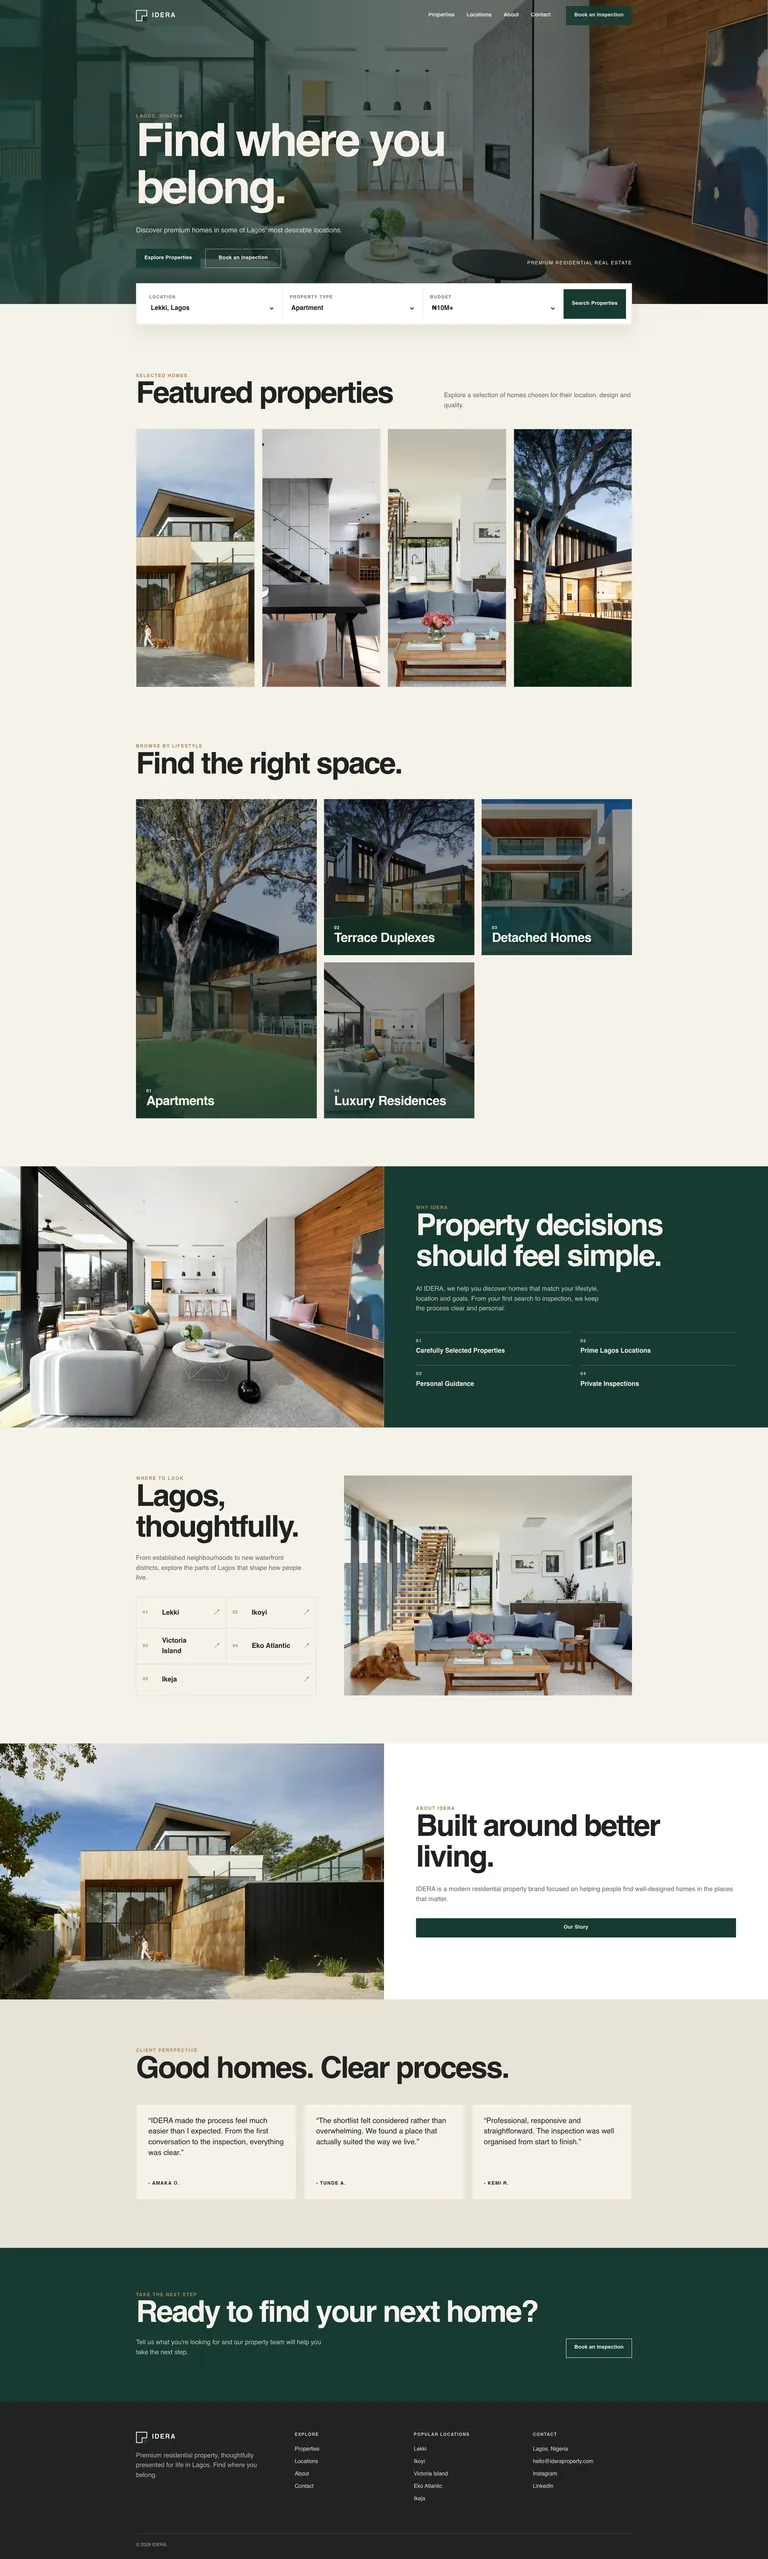 IDERA
Properties Locations About Contact Book an Inspection
LAGOS, NIGERIA
Find where you
belong.
Discover premium homes in some of Lagos' most desirable locations.
Explore Properties Book an Inspection
PREMIUM RESIDENTIAL REAL ESTATE
LOCATION PROPERTY TYPE BUDGET
Lekki, Lagos Apartment ₦10M+ Search Properties
SELECTED HOMES
Featured properties
Explore a selection of homes chosen for their location, design and
quality.
BROWSE BY LIFESTYLE
Find the right space.
02
Terrace Duplexes
03
Detached Homes
01
Apartments
04
Luxury Residences
WHY IDERA
Property decisions
should feel simple.
At IDERA, we help you discover homes that match your lifestyle,
location and goals. From your first search to inspection, we keep
the process clear and personal.
01 02
Carefully Selected Properties Prime Lagos Locations
03 04
Personal Guidance Private Inspections
WHERE TO LOOK
Lagos,
thoughtfully.
From established neighbourhoods to new waterfront
districts, explore the parts of Lagos that shape how people
live.
01 Lekki ↗ 02 Ikoyi ↗
03 Victoria
Island ↗ 04 Eko Atlantic ↗
05 Ikeja ↗
ABOUT IDERA
Built around better
living.
IDERA is a modern residential property brand focused on helping people find well-designed homes in the places
that matter.
Our Story
CLIENT PERSPECTIVE
Good homes. Clear process.
“IDERA made the process feel much
easier than I expected. From the first
conversation to the inspection, everything
was clear.”
- AMAKA O.
“The shortlist felt considered rather than
overwhelming. We found a place that
actually suited the way we live.”
- TUNDE A.
“Professional, responsive and
straightforward. The inspection was well
organised from start to finish.”
- KEMI R.
TAKE THE NEXT STEP
Ready to find your next home?
Tell us what you're looking for and our property team will help you
take the next step.
Book an Inspection
IDERA
Premium residential property, thoughtfully
presented for life in Lagos. Find where you
belong.
EXPLORE
Properties
Locations
About
Contact
POPULAR LOCATIONS
Lekki
Ikoyi
Victoria Island
Eko Atlantic
Ikeja
CONTACT
Lagos, Nigeria
hello@ideraproperty.com
Instagram
LinkedIn
© 2026 IDERA.